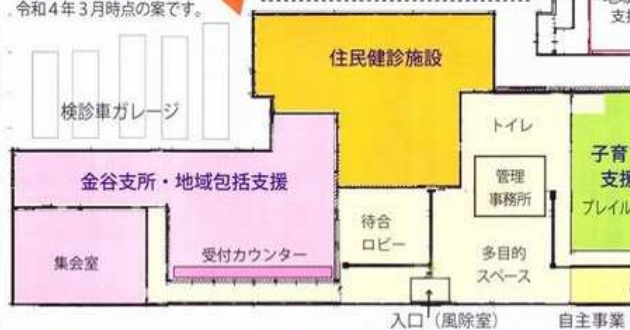 令和４年３月時点の案です。
住民健診施設
検診車ガレージ
トイレ
金谷支所・地域包括支援
管理
事務所
子育
支援
プレイル
待合
ロビー
集会室
受付カウンター
多目的
スペース
入口（風除室）
自主事業